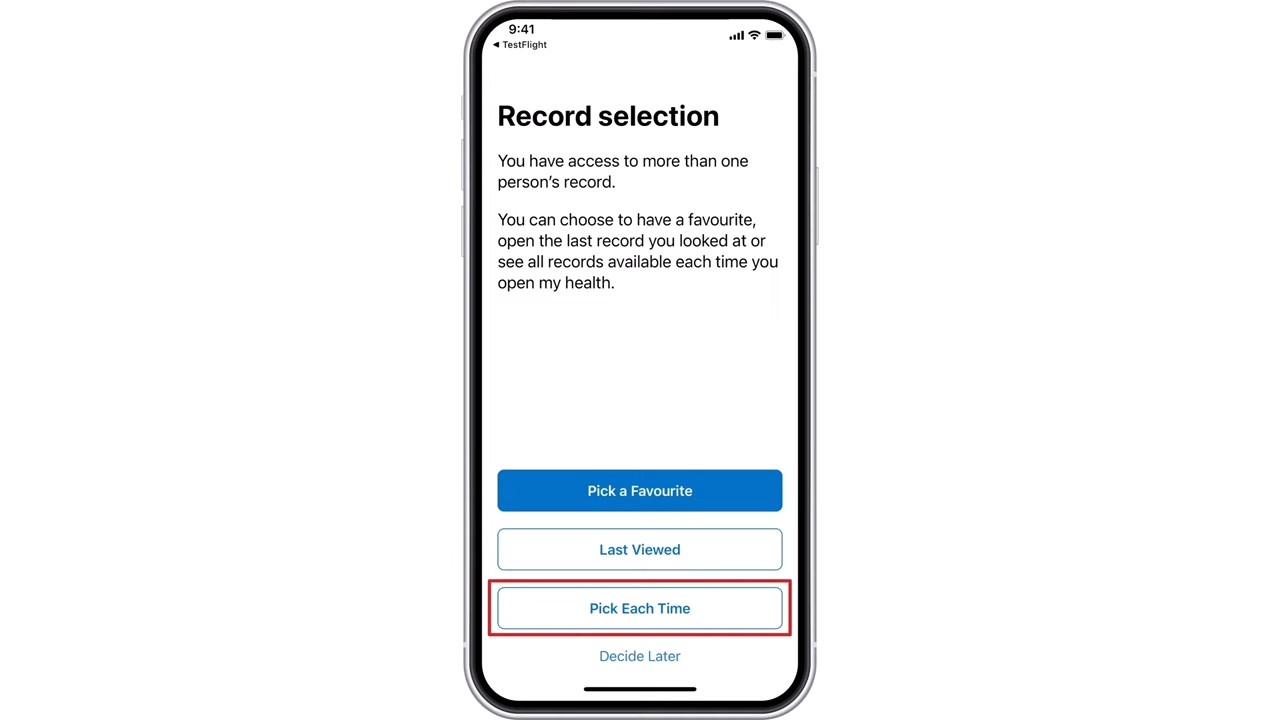 9:41
◀ TestFlight
Record selection
You have access to more than one
person’s record.
You can choose to have a favourite,
open the last record you looked at or
see all records available each time you
open my health.
Pick a Favourite
Last Viewed
Pick Each Time
Decide Later